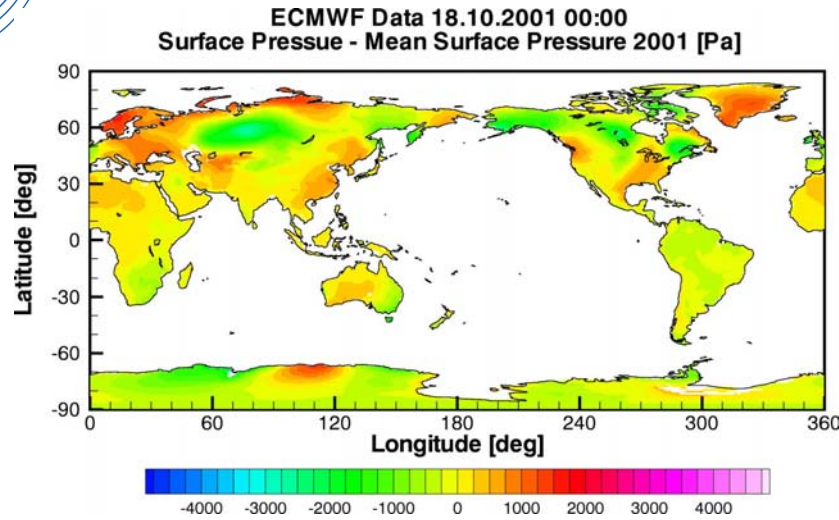 ECMWF Data 18.10.2001 00:00
Surface Pressue - Mean Surface Pressure 2001 [Pa]
90
60
30
0
-30
-60
-90
Latitude [deg]
0 60 120 180 240 300 360
Longitude [deg]
-4000 -3000 -2000 -1000 0 1000 2000 3000 4000